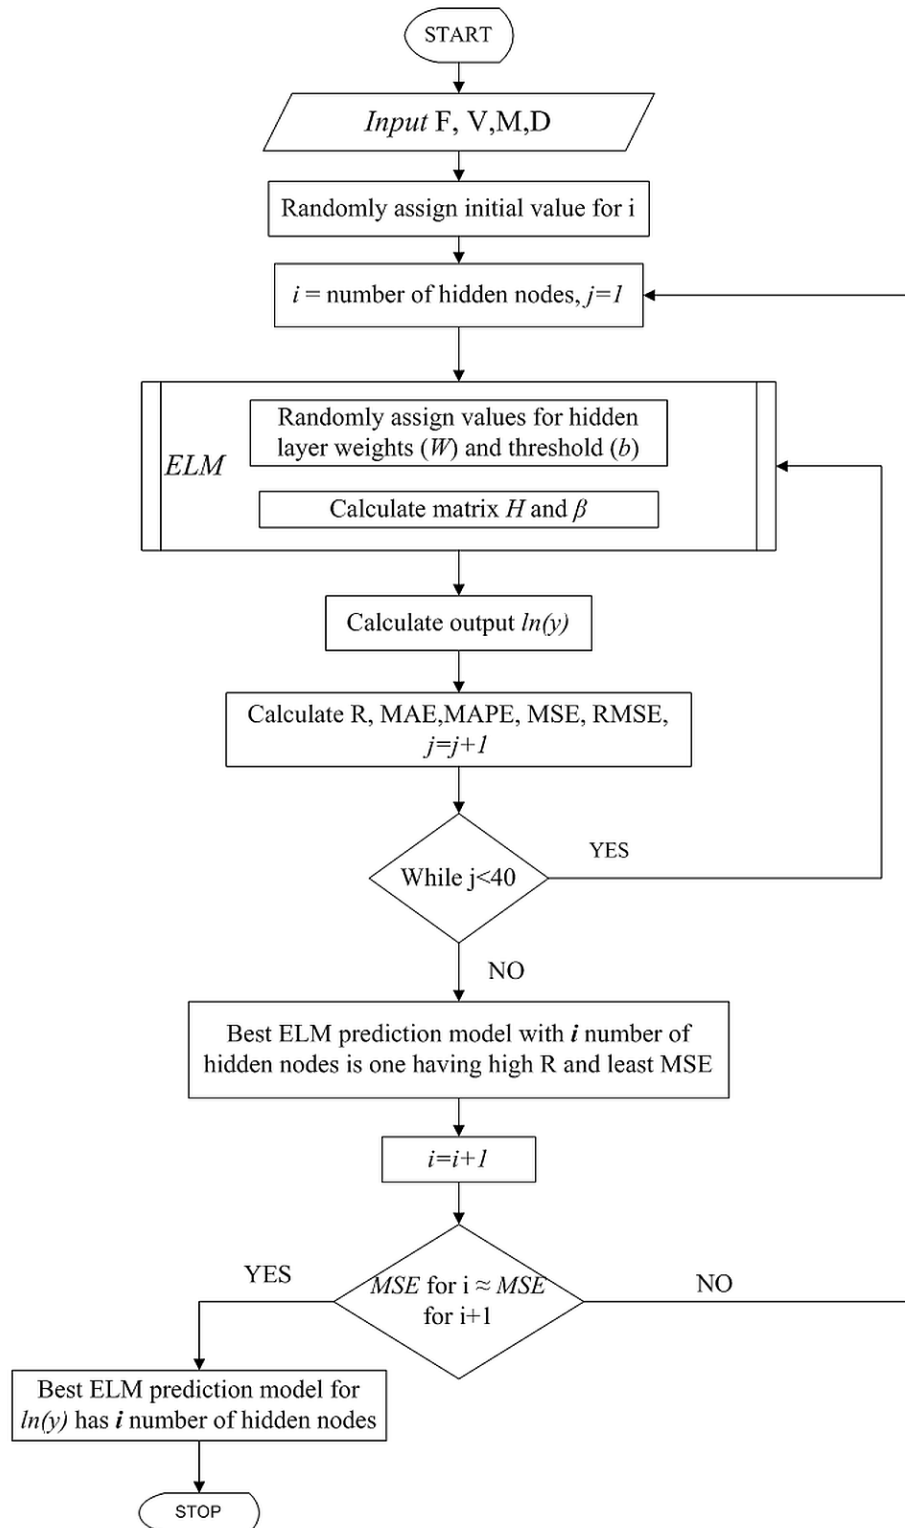 START
Input F, V,M,D
Randomly assign initial value for i
i = number of hidden nodes, j=1
ELM
Randomly assign values for hidden
layer weights (W) and threshold (b)
Calculate matrix H and β
Calculate output ln(y)
Calculate R, MAE,MAPE, MSE, RMSE,
j=j+1
While j<40
YES
NO
Best ELM prediction model with i number of
hidden nodes is one having high R and least MSE
i=i+1
MSE for i ≈ MSE
for i+1
YES
NO
Best ELM prediction model for
ln(y) has i number of hidden nodes
STOP